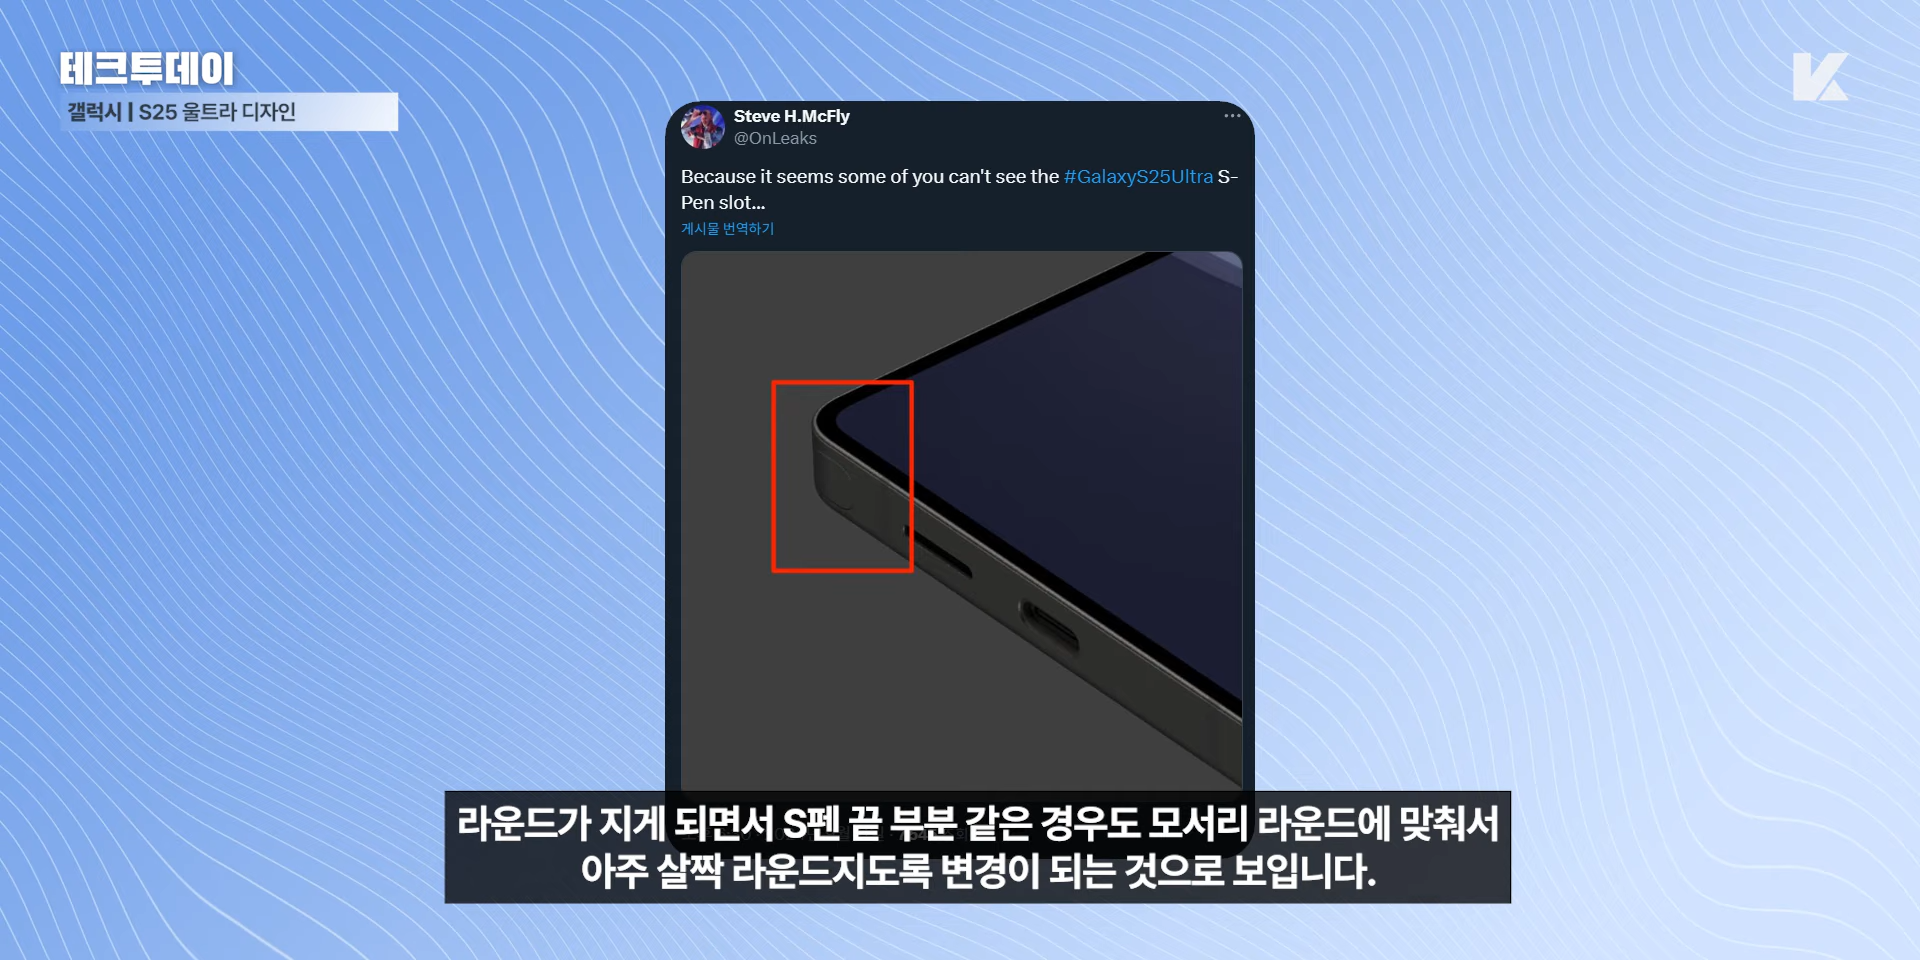 테크투데이
갤럭시 | S25 울트라 디자인
Steve H.McFly
@OnLeaks
Because it seems some of you can't see the #GalaxyS25Ultra S-
Pen slot...
게시물 번역하기
라운드가 지게 되면서 S펜 끝 부분 같은 경우도 모서리 라운드에 맞춰서
아주 살짝 라운드지도록 변경이 되는 것으로 보입니다.